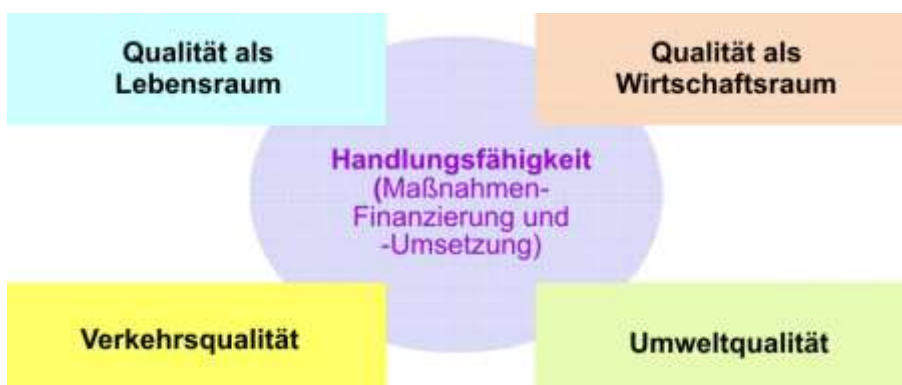 Qualität als
Lebensraum
Qualität als
Wirtschaftsraum
Handlungsfähigkeit
(Maßnahmen-
Finanzierung und
-Umsetzung)
Verkehrsqualität
Umweltqualität